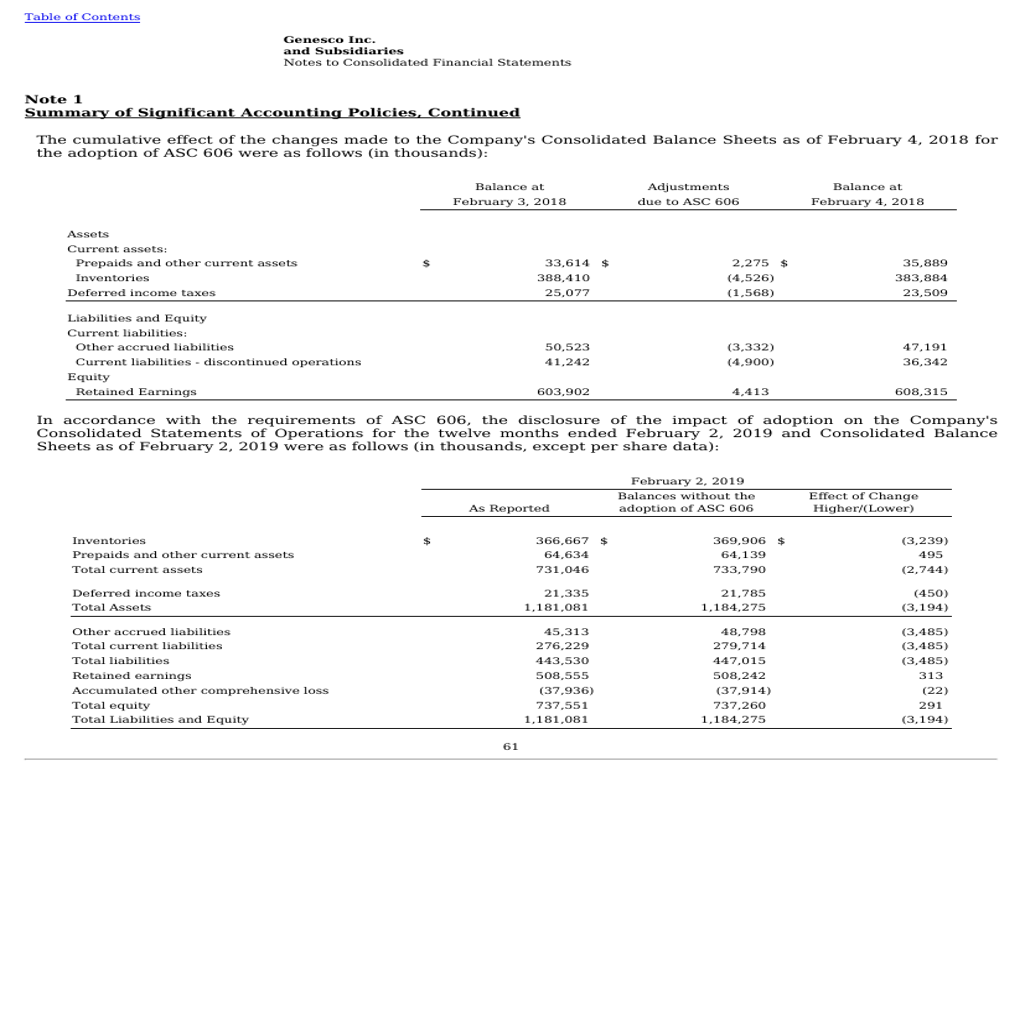 Table of Contents
Genesco Inc.
and Subsidiaries
Notes to Consolidated Financial Statements
Note 1
Summary of Significant Accounting Policies, Continued
The cumulative effect of the changes made to the Company's Consolidated Balance Sheets as of February 4, 2018 for
the adoption of ASC 606 were as follows (in thousands):
Balance at Adjustments Balance at
February 3, 2018 due to ASC 606 February 4, 2018
Assets
Current assets:
Prepaids and other current assets $ 33,614 $ 2,275 $ 35,889
Inventories 388,410 (4,526) 383,884
Deferred income taxes 25,077 (1,568) 23,509
Liabilities and Equity
Current liabilities:
Other accrued liabilities 50,523 (3,332) 47,191
Current liabilities - discontinued operations 41,242 (4,900) 36,342
Equity
Retained Earnings 603,902 4,413 608,315
In accordance with the requirements of ASC 606, the disclosure of the impact of adoption on the Company's
Consolidated Statements of Operations for the twelve months ended February 2, 2019 and Consolidated Balance
Sheets as of February 2, 2019 were as follows (in thousands, except per share data):
February 2, 2019
Balances without the Effect of Change
As Reported adoption of ASC 606 Higher/(Lower)
Inventories $ 366,667 $ 369,906 $ (3,239)
Prepaids and other current assets 64,634 64,139 495
Total current assets 731,046 733,790 (2,744)
Deferred income taxes 21,335 21,785 (450)
Total Assets 1,181,081 1,184,275 (3,194)
Other accrued liabilities 45,313 48,798 (3,485)
Total current liabilities 276,229 279,714 (3,485)
Total liabilities 443,530 447,015 (3,485)
Retained earnings 508,555 508,242 313
Accumulated other comprehensive loss (37,936) (37,914) (22)
Total equity 737,551 737,260 291
Total Liabilities and Equity 1,181,081 1,184,275 (3,194)
61